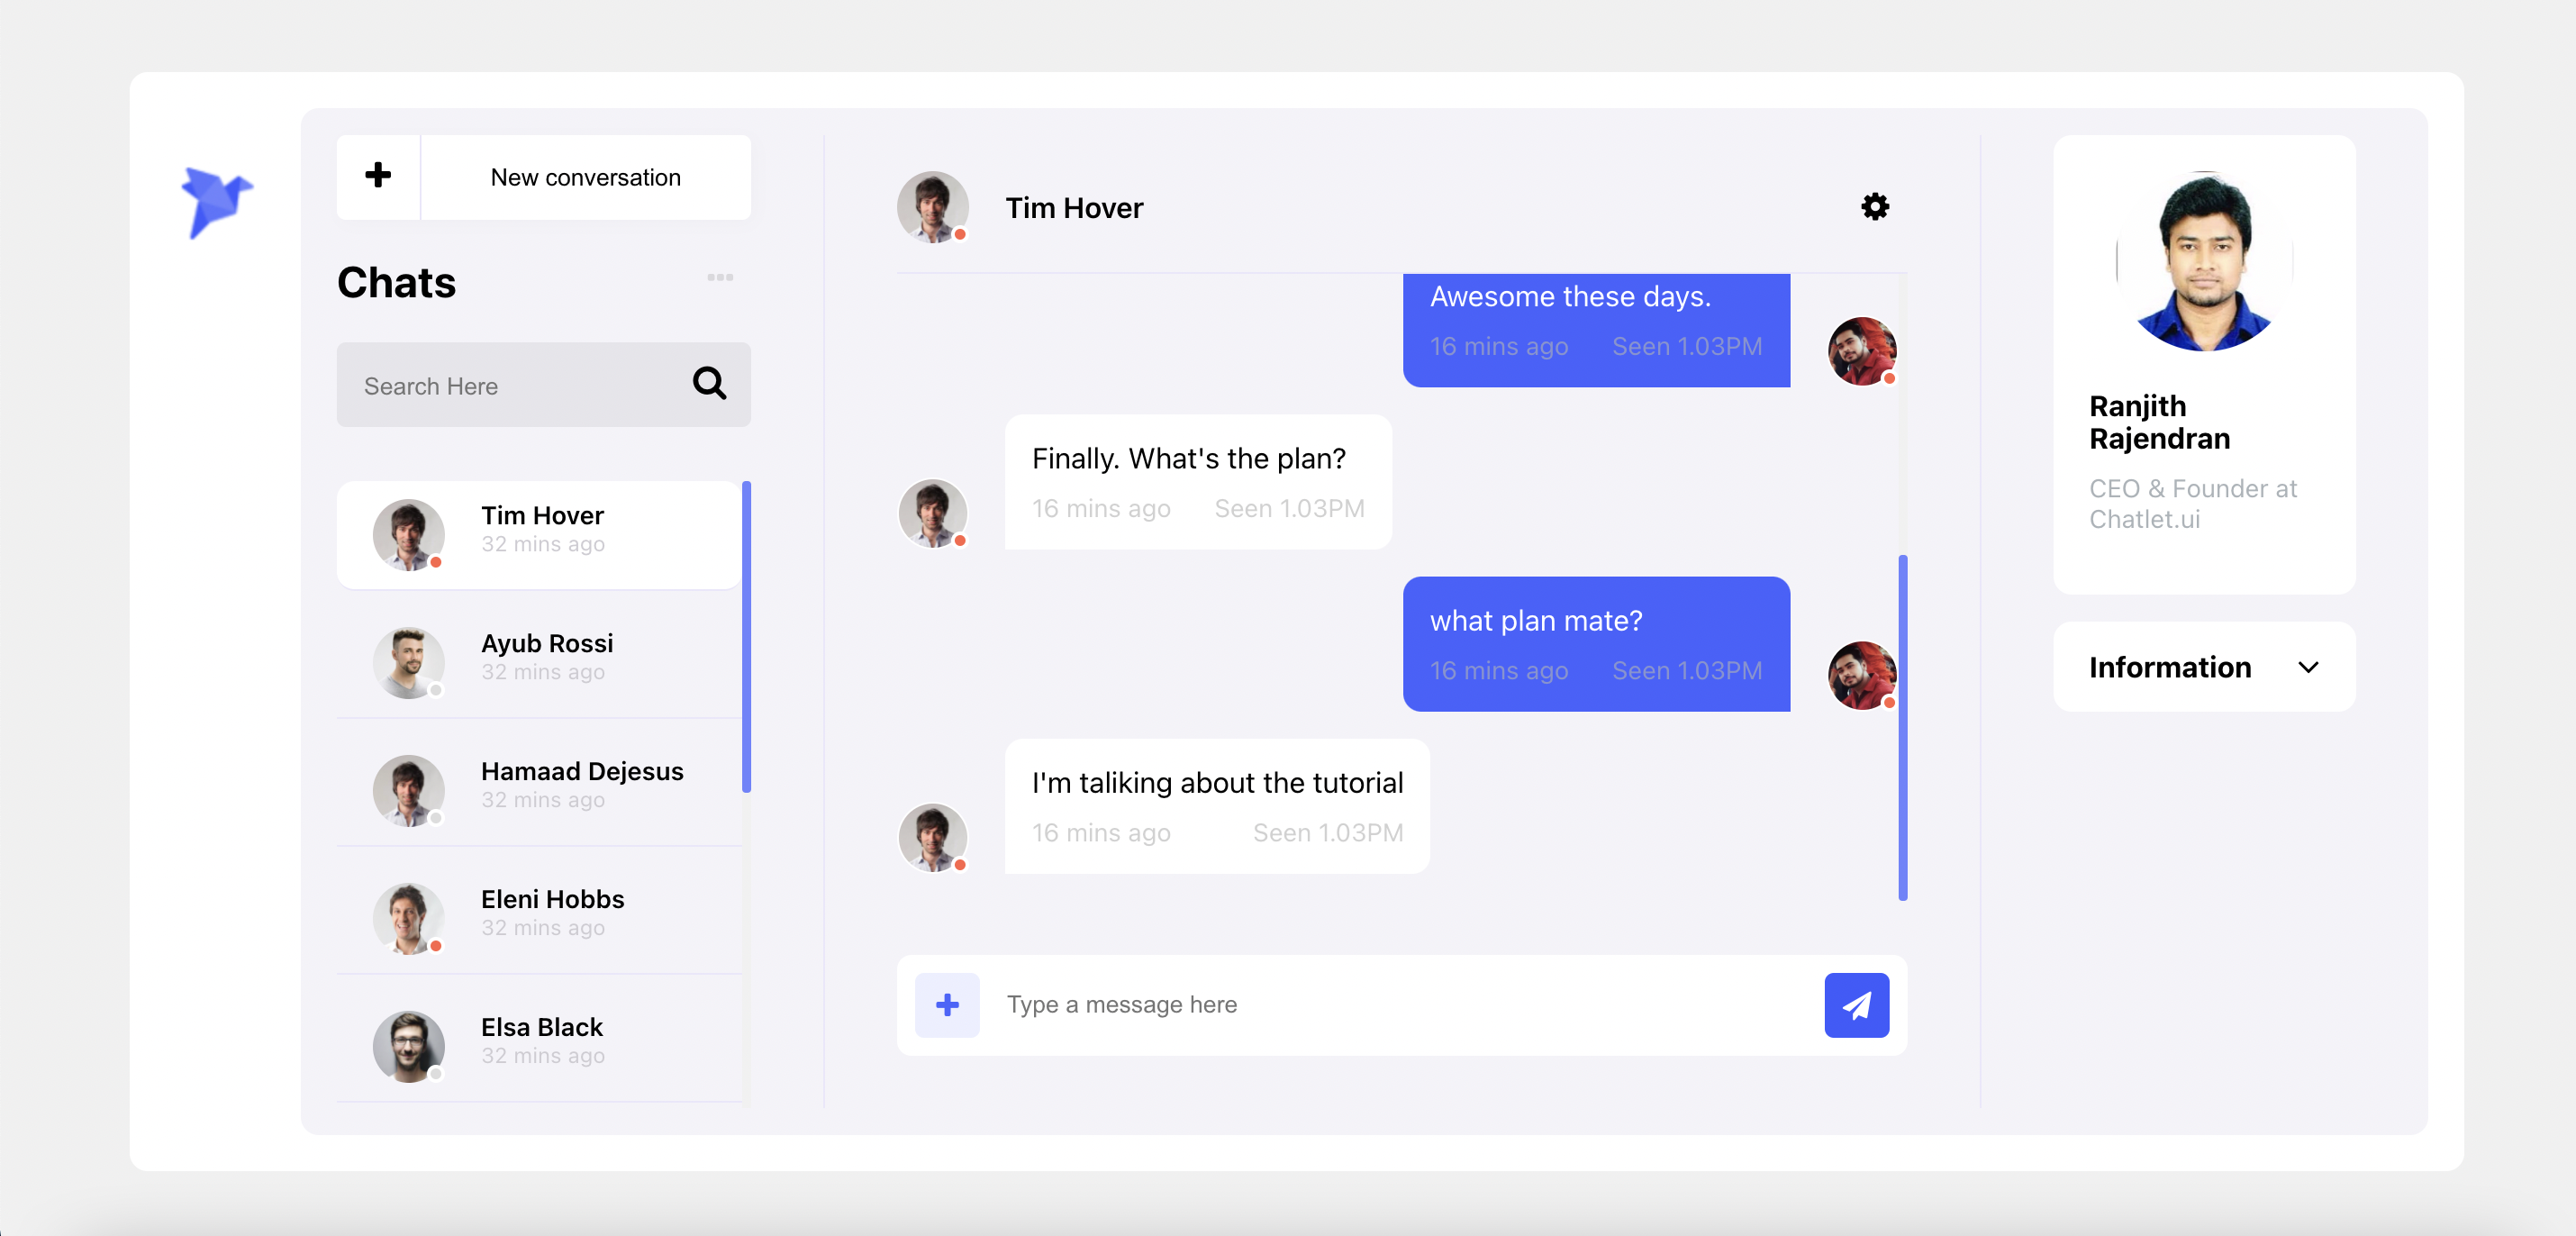 New conversation
Chats
Search Here
Tim Hover
32 mins ago
Ayub Rossi
32 mins ago
Hamaad Dejesus
32 mins ago
Eleni Hobbs
32 mins ago
Elsa Black
32 mins ago
Tim Hover
Awesome these days.
16 mins ago Seen 1.03PM
Finally. What's the plan?
16 mins ago Seen 1.03PM
what plan mate?
16 mins ago Seen 1.03PM
I'm taliking about the tutorial
16 mins ago Seen 1.03PM
Type a message here
Ranjith
Rajendran
CEO & Founder at
Chatlet.ui
Information